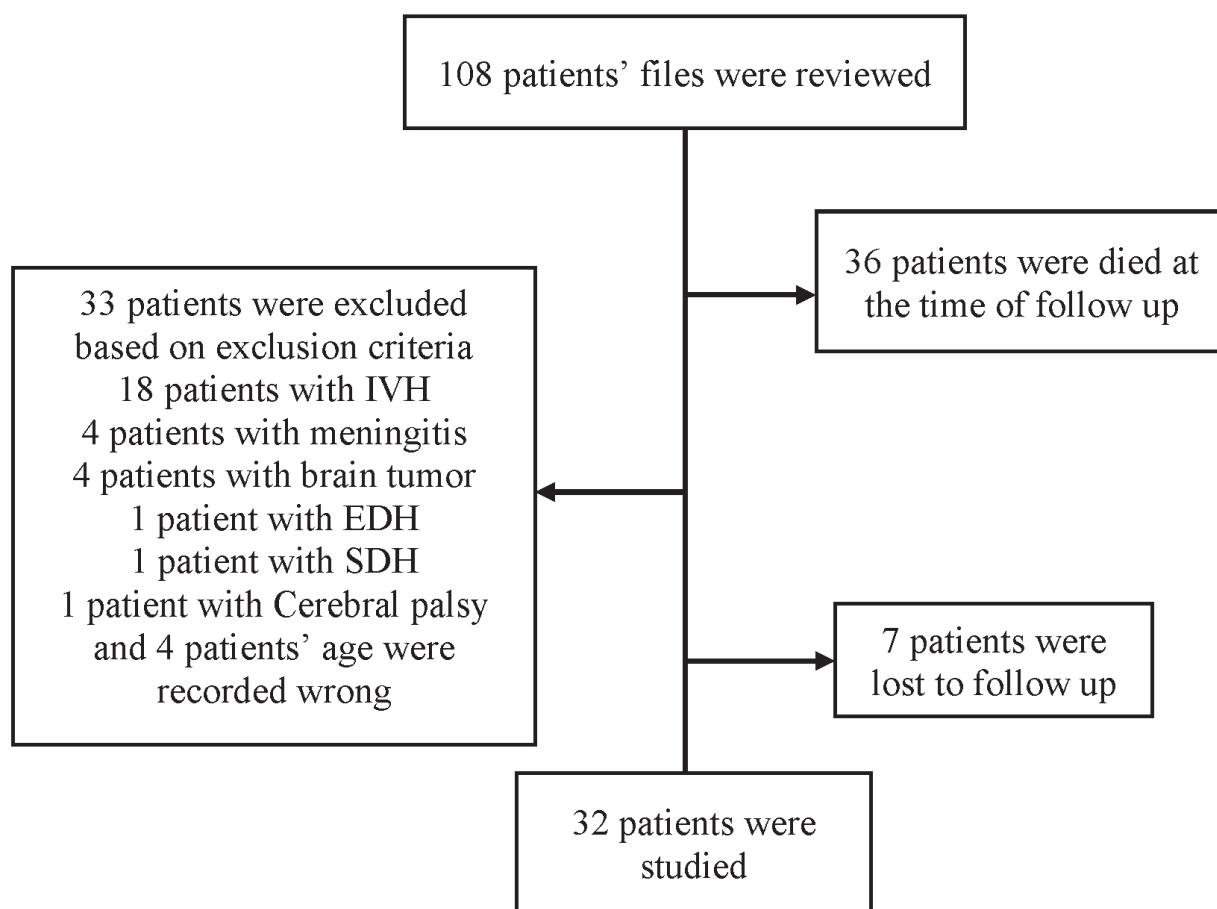 108 patients’ files were reviewed
36 patients were died at
the time of follow up
33 patients were excluded
based on exclusion criteria
18 patients with IVH
4 patients with meningitis
4 patients with brain tumor
1 patient with EDH
1 patient with SDH
1 patient with Cerebral palsy
and 4 patients’ age were
recorded wrong
7 patients were
lost to follow up
32 patients were
studied